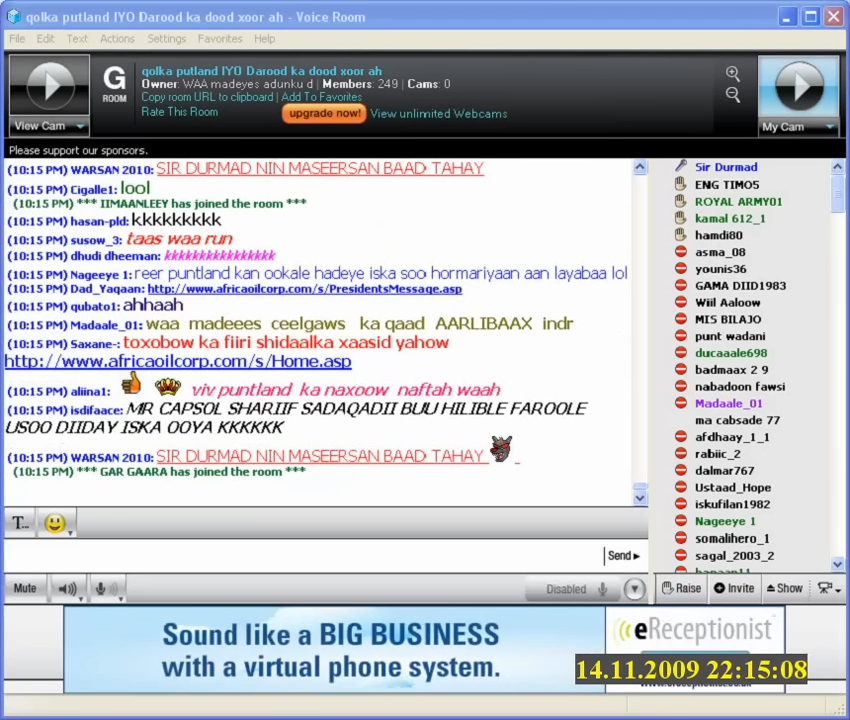 qolka putland IYO Darood ka dood xoor ah - Voice Room
File Edit Text Actions Settings Favorites Help
G ROOM
qolka putland IYO Darood ka dood xoor ah
Owner: WAA madeyes adunku d | Members: 249 | Cams: 0
Copy room URL to clipboard | Add To Favorites
Rate This Room upgrade now! View unlimited Webcams
View Cam
My Cam
Please support our sponsors.
(10:15 PM) WARSAN 2010: SIR DURMAD NIN MASEERSAN BAAD TAHAY
(10:15 PM) Cigalle1: lool
(10:15 PM) *** IIMAANLEEY has joined the room ***
(10:15 PM) hasan-pld: kkkkkkkkk
(10:15 PM) susow_3: taas waa run
(10:15 PM) dhudi dheeman: kkkkkkkkkkkkkkkk
(10:15 PM) Nageeye 1: reer puntland kan ookale hadeye iska soo hormariyaan aan layabaa lol
(10:15 PM) Dad_Yaqaan: http://www.africaoilcorp.com/s/PresidentsMessage.asp
(10:15 PM) qubato1: ahhaah
(10:15 PM) Madaale_01: waa madeees ceelgaws ka qaad AARLIBAAX indr
(10:15 PM) Saxane-: toxobow ka fiiri shidaalka xaasid yahow
http://www.africaoilcorp.com/s/Home.asp
(10:15 PM) aliina1: viv puntland ka naxoow naftah waah
(10:15 PM) isdifaace: MR CAPSOL SHARIIF SADAQADII BUU HILIBLE FAROOLE
USOO DIIDAY ISKA OOYA KKKKKK
(10:15 PM) WARSAN 2010: SIR DURMAD NIN MASEERSAN BAAD TAHAY
(10:15 PM) *** GAR GAARA has joined the room ***
Sir Durmad
ENG TIMO5
ROYAL ARMY01
kamal 612_1
hamdi80
asma_08
younis36
GAMA DIID1983
Wiil Aaloow
MIS BILAJO
punt wadani
ducaaale698
badmaax 2 9
nabadoon fawsi
Madaale_01
ma cabsade 77
afdhaay_1_1
rabiic_2
dalmar767
Ustaad_Hope
iskufilan1982
Nageeye 1
somalihero_1
sagal_2003_2
T...
Send
Mute
Disabled
Raise Invite Show
Sound like a BIG BUSINESS
with a virtual phone system.
eReceptionist
14.11.2009 22:15:08